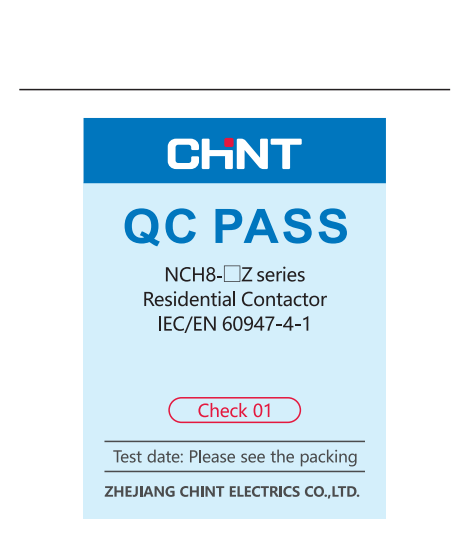 CHNT
QC PASS
NCH8-□Z series
Residential Contactor
IEC/EN 60947-4-1
Check 01
Test date: Please see the packing
ZHEJIANG CHINT ELECTRICS CO.,LTD.